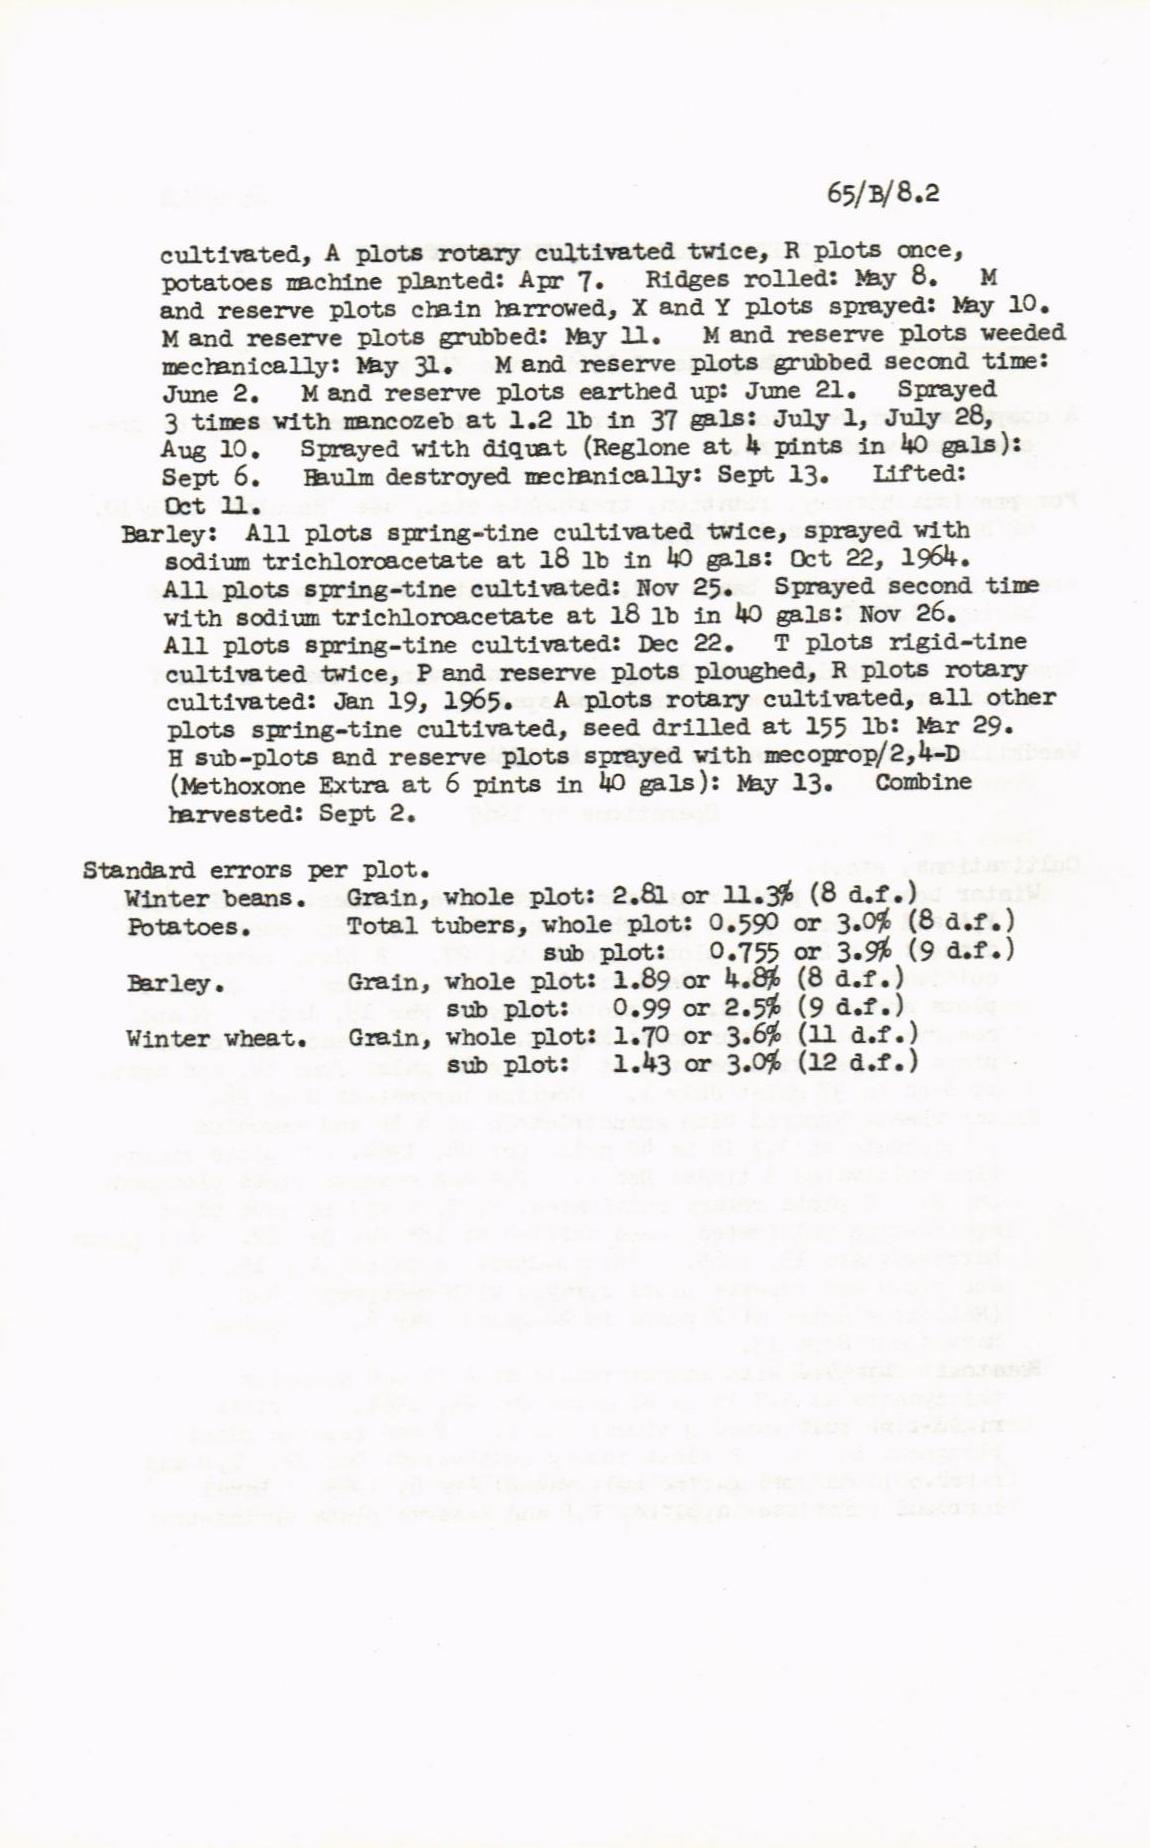 65/B/8.2
cultivated, A plots rotary cultivated twice, R plots once,
potatoes machine planted: Apr 7. Ridges rolled: May 8. M
and reserve plots chain harrowed, X and Y plots sprayed: May 10.
M and reserve plots grubbed: May 11. M and reserve plots weeded
mechanically: May 31. M and reserve plots grubbed second time:
June 2. M and reserve plots earthed up: June 21. Sprayed
3 times with mancozeb at 1.2 lb in 37 gals: July 1, July 28,
Aug 10. Sprayed with diquat (Reglone at 4 pints in 40 gals):
Sept 6. Haulm destroyed mechanically: Sept 13. Lifted:
Oct 11.
Barley: All plots spring-tine cultivated twice, sprayed with
sodium trichloroacetate at 18 lb in 40 gals: Oct 22, 1964.
All plots spring-tine cultivated: Nov 25. Sprayed second time
with sodium trichloroacetate at 18 lb in 40 gals: Nov 26.
All plots spring-tine cultivated: Dec 22. T plots rigid-tine
cultivated twice, P and reserve plots ploughed, R plots rotary
cultivated: Jan 19, 1965. A plots rotary cultivated, all other
plots spring-tine cultivated, seed drilled at 155 lb: Mar 29.
H sub-plots and reserve plots sprayed with mecoprop/2,4-D
(Methoxone Extra at 6 pints in 40 gals): May 13. Combine
harvested: Sept 2.
Standard errors per plot.
Winter beans. Grain, whole plot: 2.81 or 11.3% (8 d.f.)
Potatoes. Total tubers, whole plot: 0.590 or 3.0% (8 d.f.)
sub plot: 0.755 or 3.9% (9 d.f.)
Barley. Grain, whole plot: 1.89 or 4.8% (8 d.f.)
sub plot: 0.99 or 2.5% (9 d.f.)
Winter wheat. Grain, whole plot: 1.70 or 3.6% (11 d.f.)
sub plot: 1.43 or 3.0% (12 d.f.)